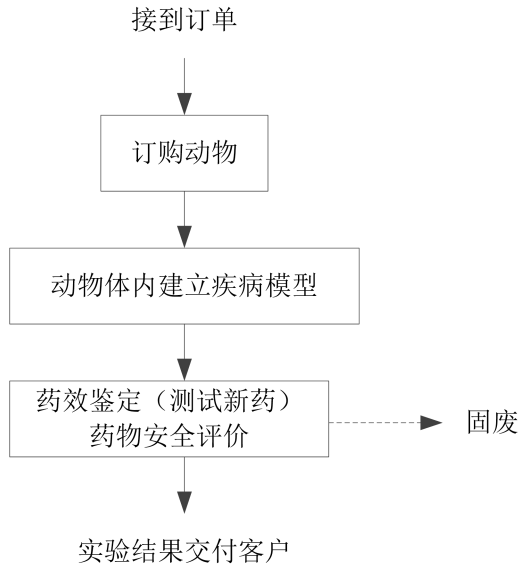 接到订单
订购动物
动物体内建立疾病模型
药效鉴定（测试新药）
药物安全评价
固废
实验结果交付客户